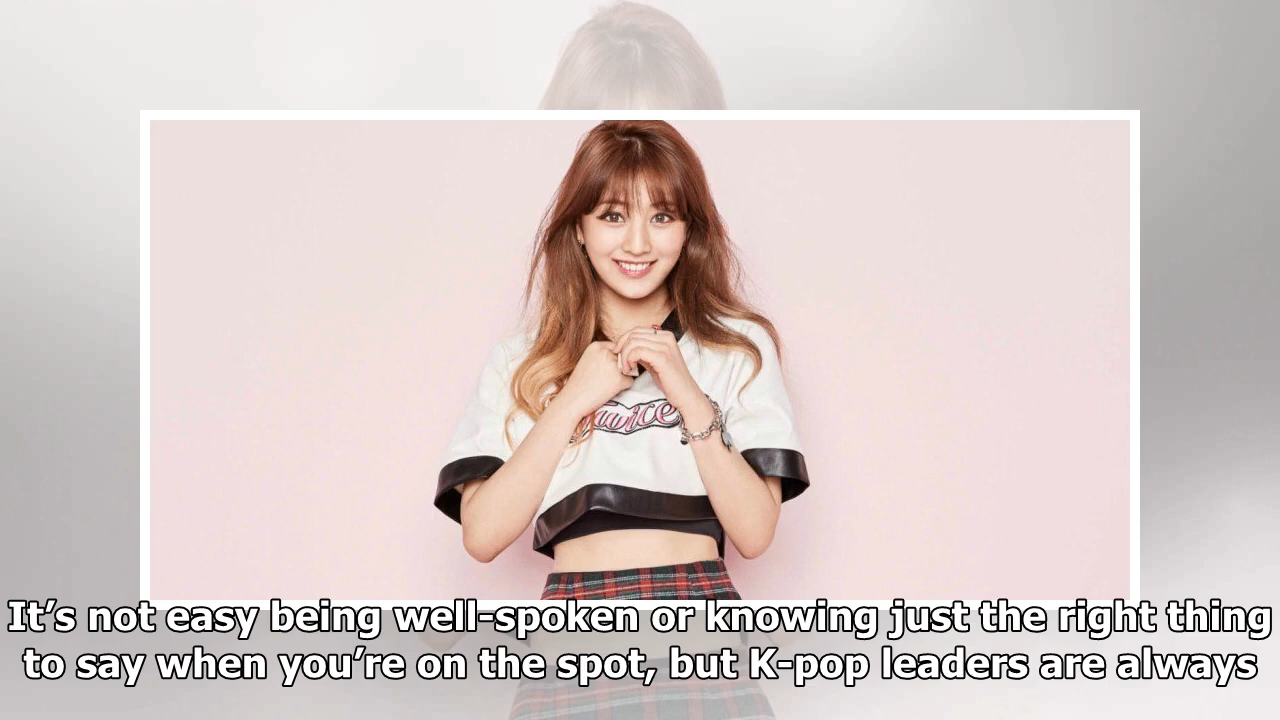 Twice
It’s not easy being well-spoken or knowing just the right thing
to say when you’re on the spot, but K-pop leaders are always